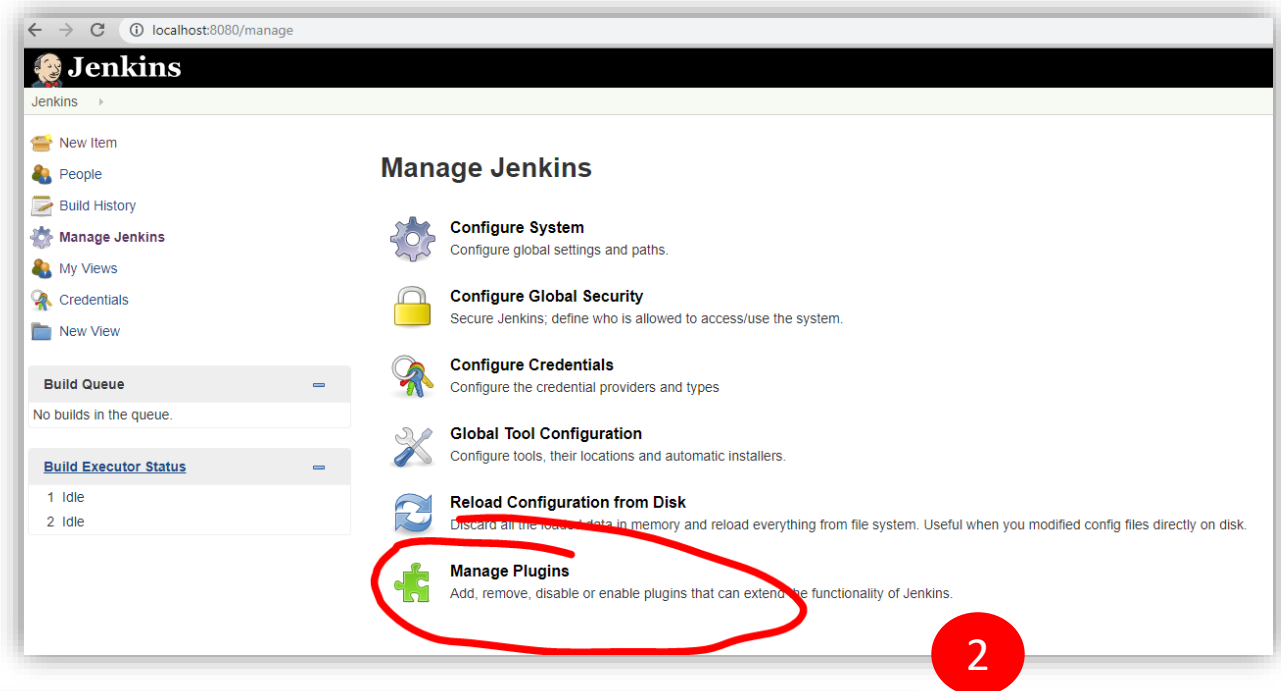 localhost:8080/manage
Jenkins
Jenkins
New Item
People
Build History
Manage Jenkins
My Views
Credentials
New View
Build Queue
No builds in the queue.
Build Executor Status
1 Idle
2 Idle
Manage Jenkins
Configure System
Configure global settings and paths.
Configure Global Security
Secure Jenkins; define who is allowed to access/use the system.
Configure Credentials
Configure the credential providers and types
Global Tool Configuration
Configure tools, their locations and automatic installers.
Reload Configuration from Disk
Discard all the loaded data in memory and reload everything from file system. Useful when you modified config files directly on disk.
Manage Plugins
Add, remove, disable or enable plugins that can extend the functionality of Jenkins.
2